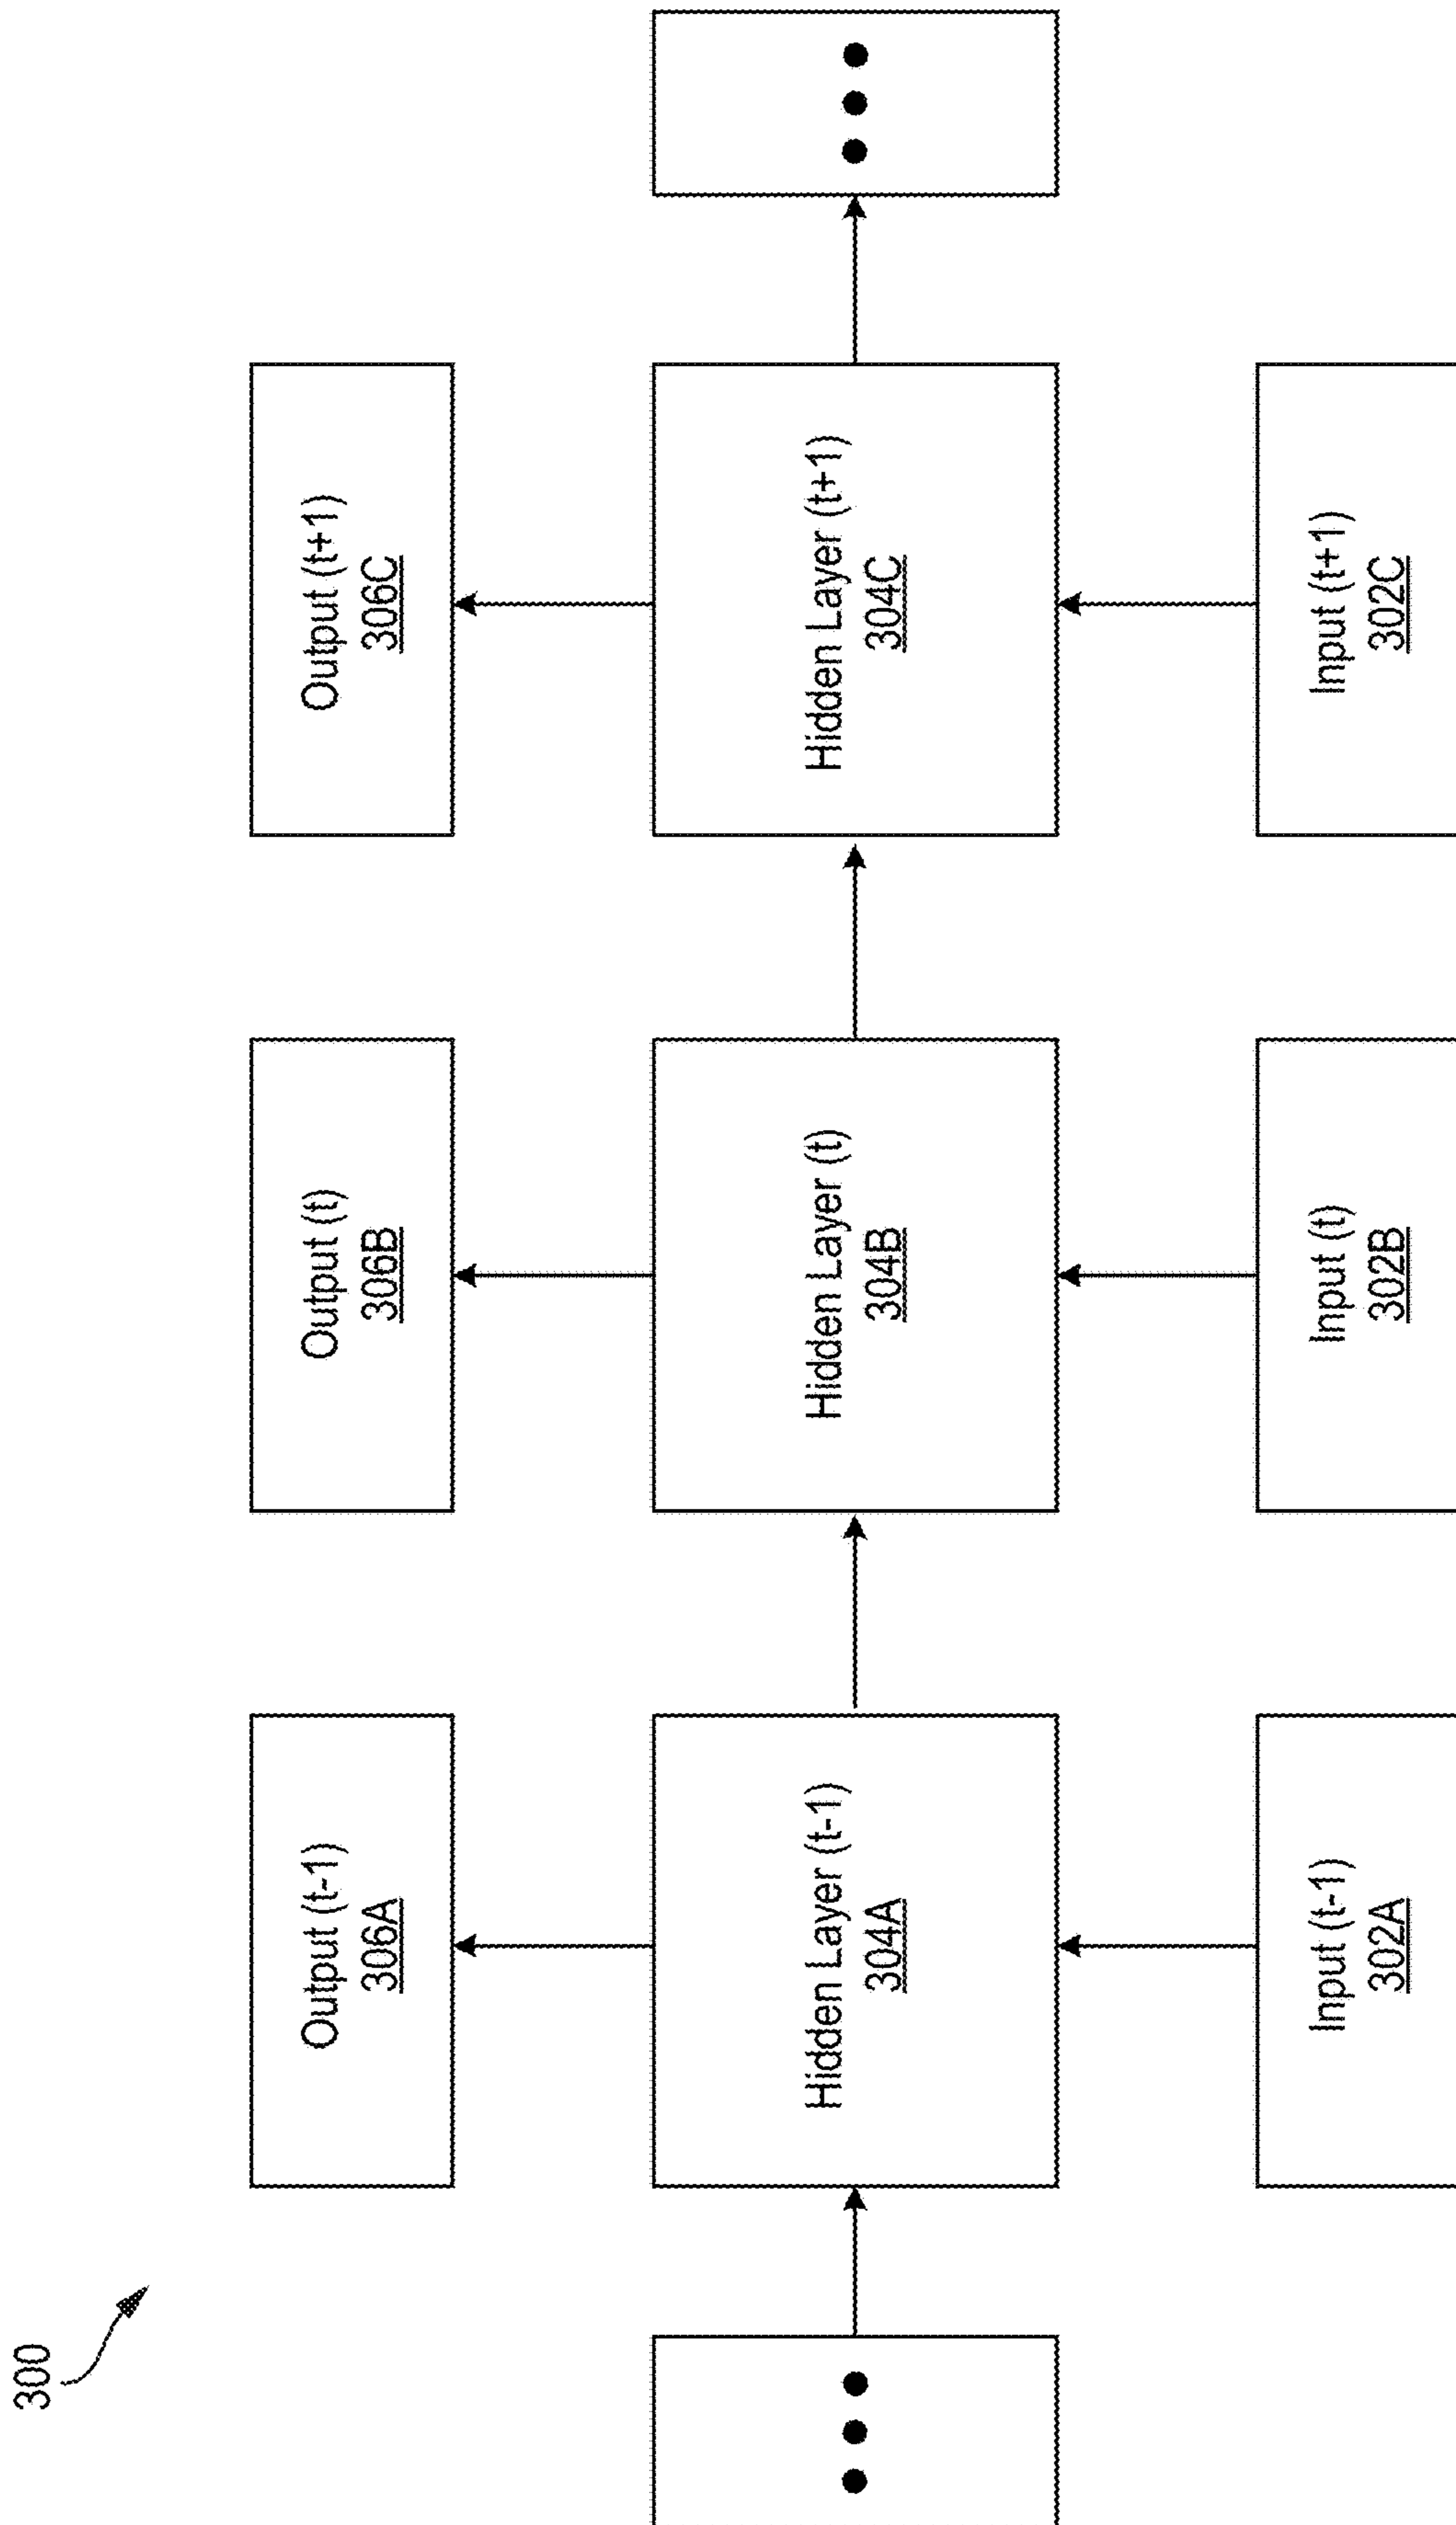 300
Output (t-1)
306A
Output (t)
306B
Output (t+1)
306C
Hidden Layer (t-1)
304A
Hidden Layer (t)
304B
Hidden Layer (t+1)
304C
Input (t-1)
302A
Input (t)
302B
Input (t+1)
302C